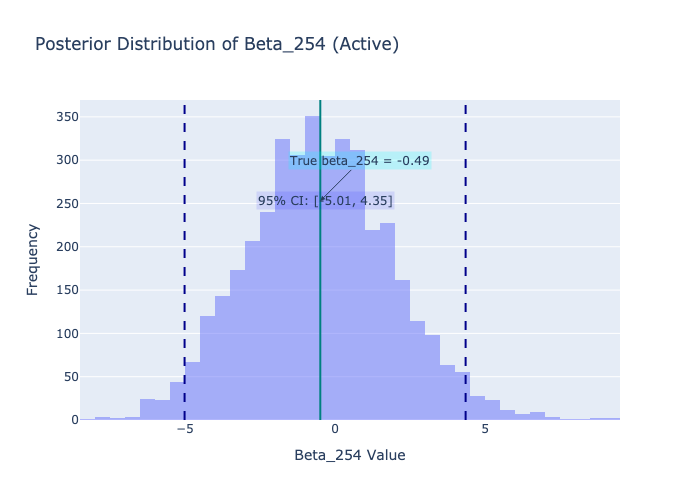 Posterior Distribution of Beta_254 (Active)
350
300
250
200
150
100
50
0
Frequency
True beta_254 = -0.49
95% CI: [-5.01, 4.35]
−5
0
5
Beta_254 Value